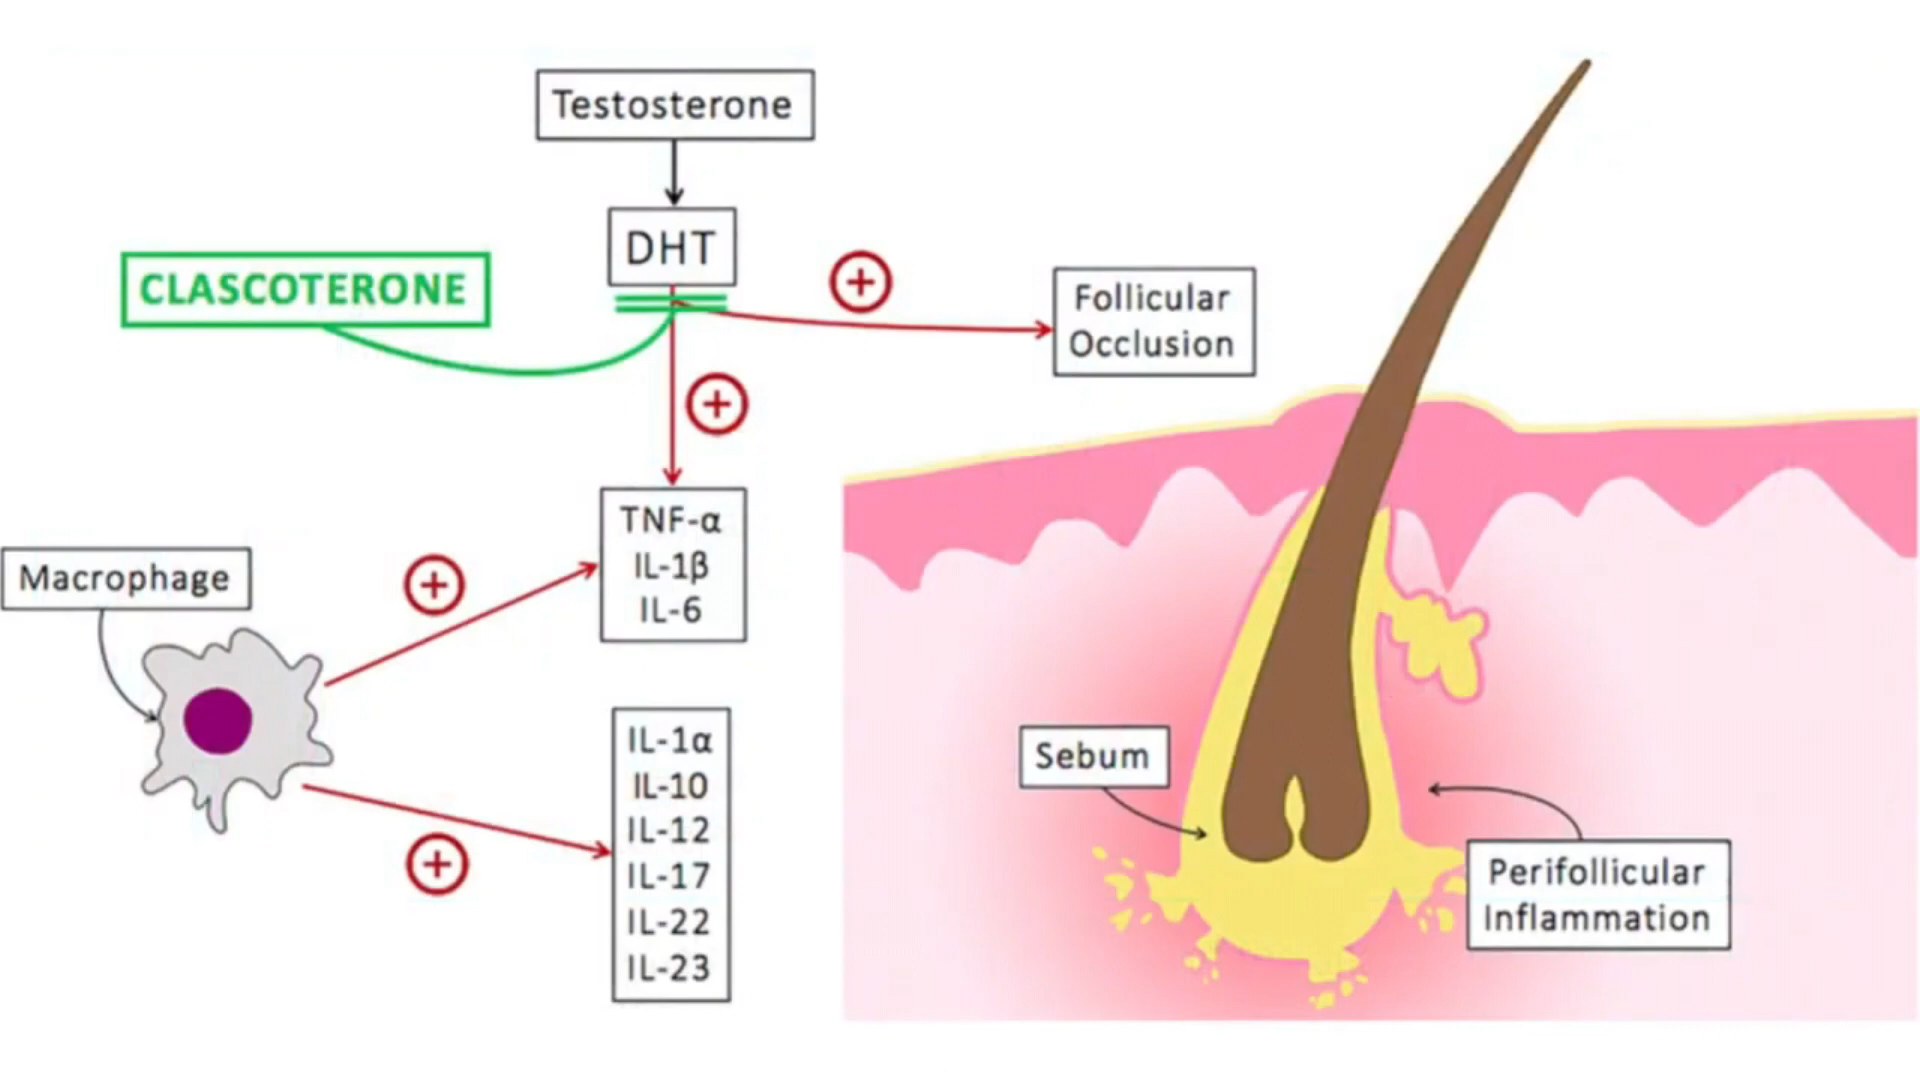 Testosterone
DHT
CLASCOTERONE
+
Follicular
Occlusion
+
TNF-α
IL-1β
IL-6
Macrophage
+
IL-1α
IL-10
IL-12
IL-17
IL-22
IL-23
+
Sebum
Perifollicular
Inflammation